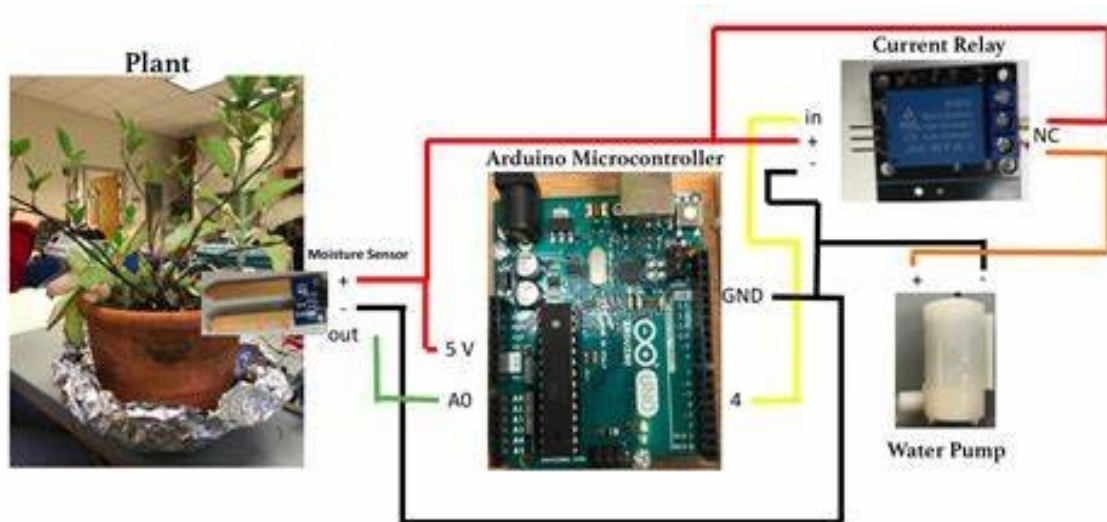 Plant
Current Relay
in
+
-
NC
Arduino Microcontroller
Moisture Sensor
+
-
out
GND
+
-
5 V
A0
4
Water Pump